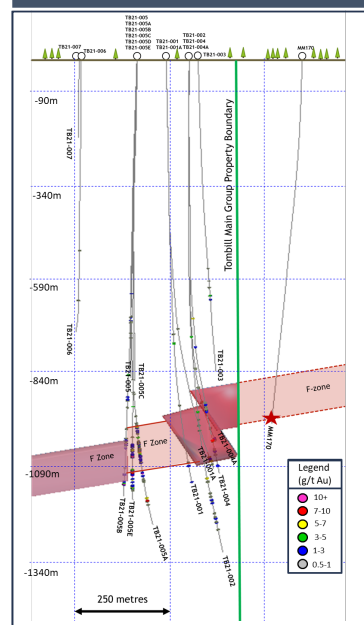 TB21-005
TB21-005A
TB21-005B
TB21-005C
TB21-005D
TB21-005E
TB21-007
TB21-006
TB21-001
TB21-001A
TB21-002
TB21-004
TB21-004A
TB21-003
MM170
-90m
TB21-007
Tombill Main Group Property Boundary
-340m
-590m
TB21-006
TB21-003
-840m
TB21-005
TB21-005C
F-zone
MM170
F Zone
F Zone
TB21-004A
TB21-001A
-1090m
TB21-004
TB21-001
TB21-005B
TB21-005E
TB21-005A
TB21-002
-1340m
Legend
(g/t Au)
10+
7-10
5-7
3-5
1-3
0.5-1
250 metres